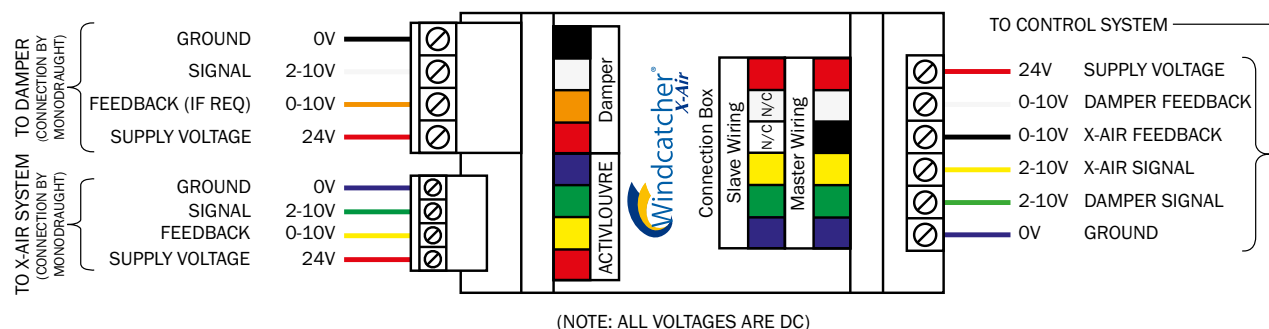 TO DAMPER
(CONNECTION BY
MONODRAUGHT)
GROUND 0V
SIGNAL 2-10V
FEEDBACK (IF REQ) 0-10V
SUPPLY VOLTAGE 24V
TO X-AIR SYSTEM
(CONNECTION BY
MONODRAUGHT)
GROUND 0V
SIGNAL 2-10V
FEEDBACK 0-10V
SUPPLY VOLTAGE 24V
Damper
ACTIVLOUVRE
Windcatcher®
X-Air
Connection Box
Slave Wiring
N/C
N/C
Master Wiring
TO CONTROL SYSTEM
24V SUPPLY VOLTAGE
0-10V DAMPER FEEDBACK
0-10V X-AIR FEEDBACK
2-10V X-AIR SIGNAL
2-10V DAMPER SIGNAL
0V GROUND
(NOTE: ALL VOLTAGES ARE DC)